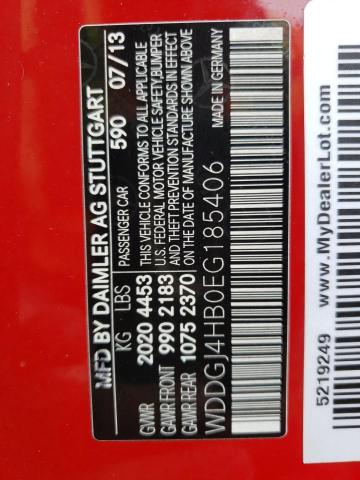 MFD BY DAIMLER AG STUTTGART
PASSENGER CAR 590 07/13
KG LBS
GVWR 2020 4453
GAWR FRONT 990 2183
GAWR REAR 1075 2370
THIS VEHICLE CONFORMS TO ALL APPLICABLE
U.S. FEDERAL MOTOR VEHICLE SAFETY,BUMPER
AND THEFT PREVENTION STANDARDS IN EFFECT
ON THE DATE OF MANUFACTURE SHOWN ABOVE
WDDGJ4HB0EG185406
MADE IN GERMANY
5219249
www.MyDealerLot.com